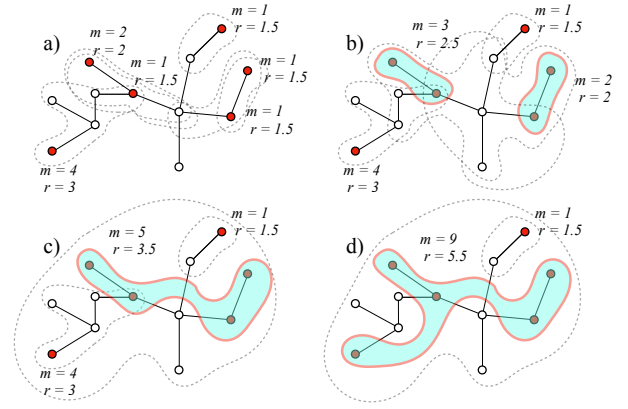 a)
m = 2
r = 2
m = 1
r = 1.5
m = 1
r = 1.5
m = 1
r = 1.5
m = 1
r = 1.5
m = 4
r = 3
b)
m = 3
r = 2.5
m = 1
r = 1.5
m = 2
r = 2
m = 4
r = 3
c)
m = 5
r = 3.5
m = 1
r = 1.5
m = 4
r = 3
d)
m = 9
r = 5.5
m = 1
r = 1.5